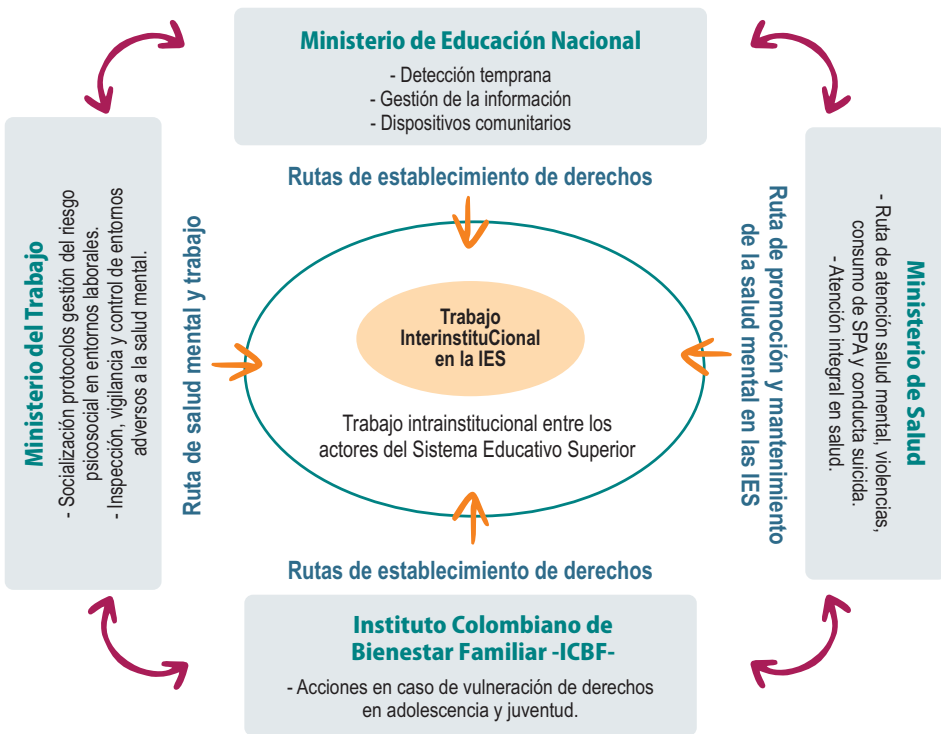 Ministerio de Educación Nacional
- Detección temprana
- Gestión de la información
- Dispositivos comunitarios
Rutas de establecimiento de derechos
Ministerio del Trabajo
- Socialización protocolos gestión del riesgo
psicosocial en entornos laborales.
- Inspección, vigilancia y control de entornos
adversos a la salud mental.
Ruta de salud mental y trabajo
Trabajo
InterinstituCional
en la IES
Trabajo intrainstitucional entre los
actores del Sistema Educativo Superior
Ruta de promoción y mantenimiento
de la salud mental en las IES
Ministerio de Salud
- Ruta de atención salud mental, violencias,
consumo de SPA y conducta suicida.
- Atención integral en salud.
Rutas de establecimiento de derechos
Instituto Colombiano de
Bienestar Familiar -ICBF-
- Acciones en caso de vulneración de derechos
en adolescencia y juventud.